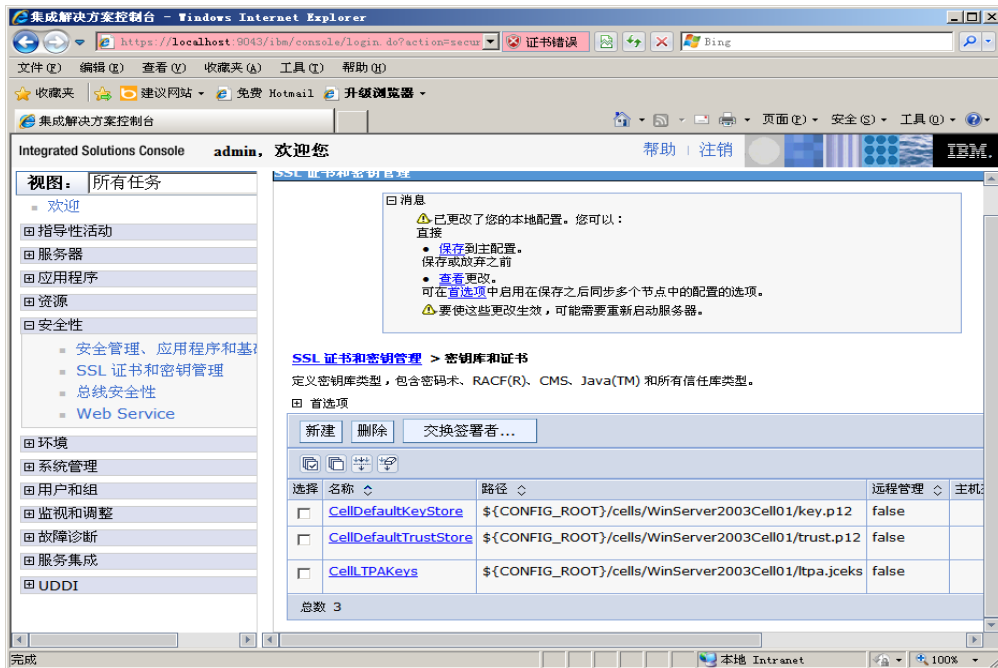 集成解决方案控制台 - Windows Internet Explorer
https://localhost:9043/ibm/console/login.do?action=secur 证书错误 Bing
文件(F) 编辑(E) 查看(V) 收藏夹(A) 工具(T) 帮助(H)
收藏夹 建议网站 免费 Hotmail 升级浏览器
集成解决方案控制台 页面(P) 安全(S) 工具(O)
Integrated Solutions Console admin, 欢迎您 帮助 | 注销 IBM.
视图: 所有任务
欢迎
指导性活动
服务器
应用程序
资源
安全性
安全管理、应用程序和基
SSL 证书和密钥管理
总线安全性
Web Service
环境
系统管理
用户和组
监视和调整
故障诊断
服务集成
UDDI
SSL 证书和密钥管理
消息
已更改了您的本地配置。您可以:
直接
• 保存到主配置。
保存或放弃之前
• 查看更改。
可在首选项中启用在保存之后同步多个节点中的配置的选项。
要使这些更改生效,可能需要重新启动服务器。
SSL 证书和密钥管理 > 密钥库和证书
定义密钥库类型,包含密码术、RACF(R)、CMS、Java(TM) 和所有信任库类型。
首选项
新建 删除 交换签署者...
选择 名称 路径 远程管理 主机
CellDefaultKeyStore ${CONFIG_ROOT}/cells/WinServer2003Cell01/key.p12 false
CellDefaultTrustStore ${CONFIG_ROOT}/cells/WinServer2003Cell01/trust.p12 false
CellLTPAKeys ${CONFIG_ROOT}/cells/WinServer2003Cell01/ltpa.jceks false
总数 3
完成 本地 Intranet 100%